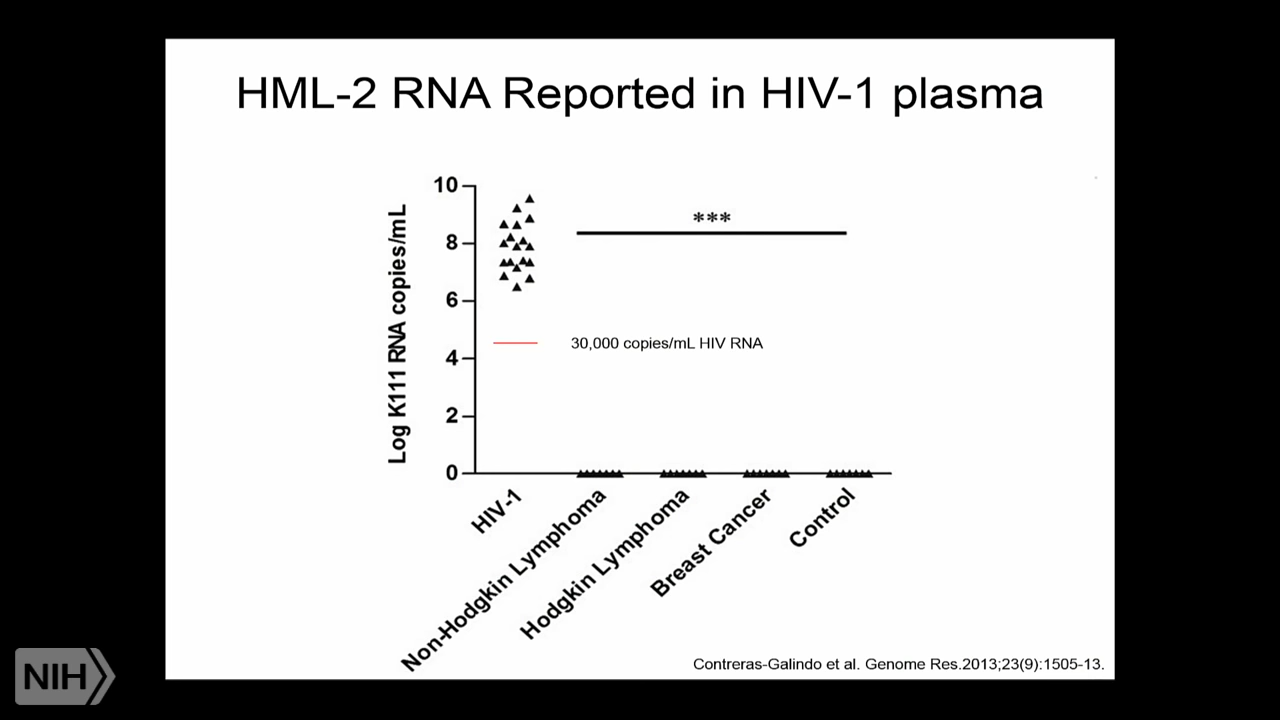 HML-2 RNA Reported in HIV-1 plasma
Log K111 RNA copies/mL
10
8
6
4
2
0
***
30,000 copies/mL HIV RNA
HIV-1
Non-Hodgkin Lymphoma
Hodgkin Lymphoma
Breast Cancer
Control
Contreras-Galindo et al. Genome Res.2013;23(9):1505-13.
NIH